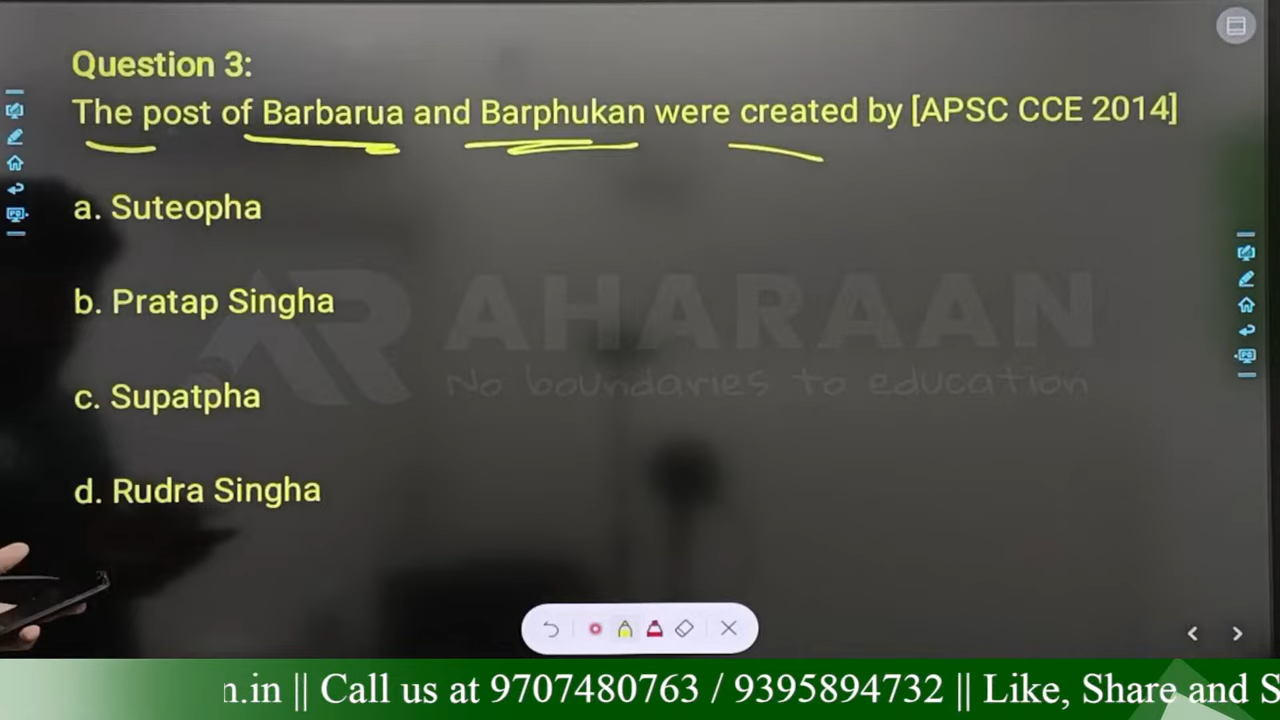 Question 3:
The post of Barbarua and Barphukan were created by [APSC CCE 2014]
a. Suteopha
b. Pratap Singha
c. Supatpha
d. Rudra Singha
AHARAAN
No boundaries to education
n.in || Call us at 9707480763 / 9395894732 || Like, Share and S